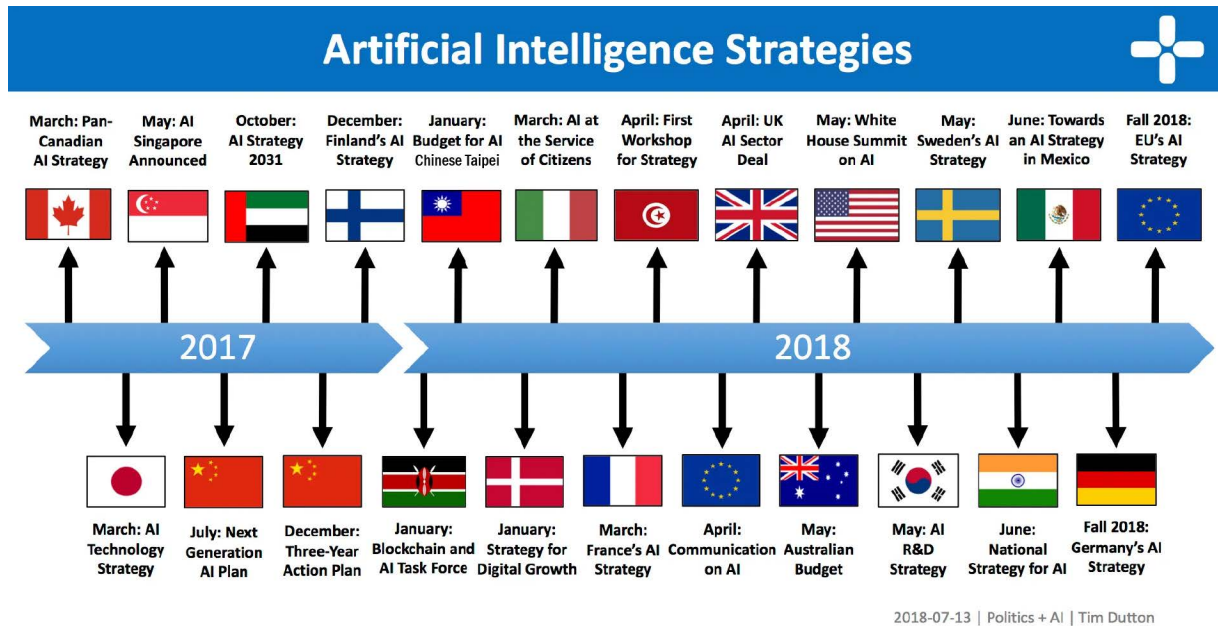 Artificial Intelligence Strategies
March: Pan-
Canadian
AI Strategy
May: AI
Singapore
Announced
October:
AI Strategy
2031
December:
Finland's AI
Strategy
January:
Budget for AI
Chinese Taipei
March: AI at
the Service
of Citizens
April: First
Workshop
for Strategy
April: UK
AI Sector
Deal
May: White
House Summit
on AI
May:
Sweden's AI
Strategy
June: Towards
an AI Strategy
in Mexico
Fall 2018:
EU's AI
Strategy
2017
2018
March: AI
Technology
Strategy
July: Next
Generation
AI Plan
December:
Three-Year
Action Plan
January:
Blockchain and
AI Task Force
January:
Strategy for
Digital Growth
March:
France's AI
Strategy
April:
Communication
on AI
May:
Australian
Budget
May: AI
R&D
Strategy
June:
National
Strategy for AI
Fall 2018:
Germany's AI
Strategy
2018-07-13 | Politics + AI | Tim Dutton